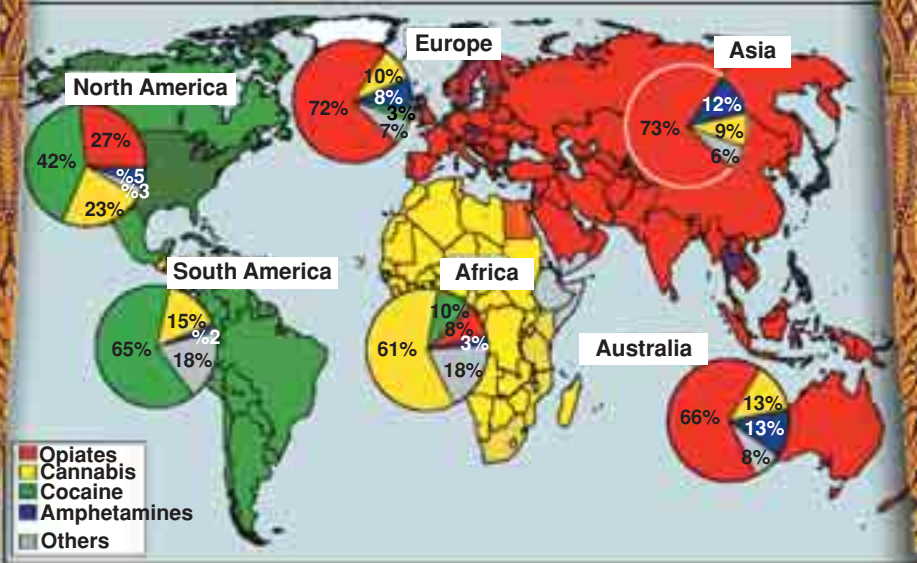 North America
27%
42%
%5
%3
23%
Europe
10%
8%
72%
3%
7%
Asia
12%
73%
9%
6%
South America
15%
%2
65%
18%
Africa
10%
8%
3%
61%
18%
Australia
13%
66%
13%
8%
Opiates
Cannabis
Cocaine
Amphetamines
Others